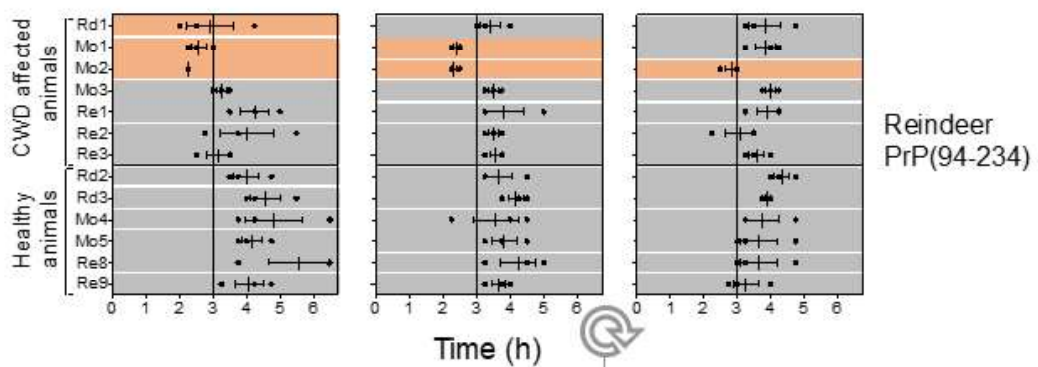 CWD affected
animals
Healthy
animals
Rd1
Mo1
Mo2
Mo3
Re1
Re2
Re3
Rd2
Rd3
Mo4
Mo5
Re8
Re9
0 1 2 3 4 5 6
0 1 2 3 4 5 6
0 1 2 3 4 5 6
Time (h)
Reindeer
PrP(94-234)